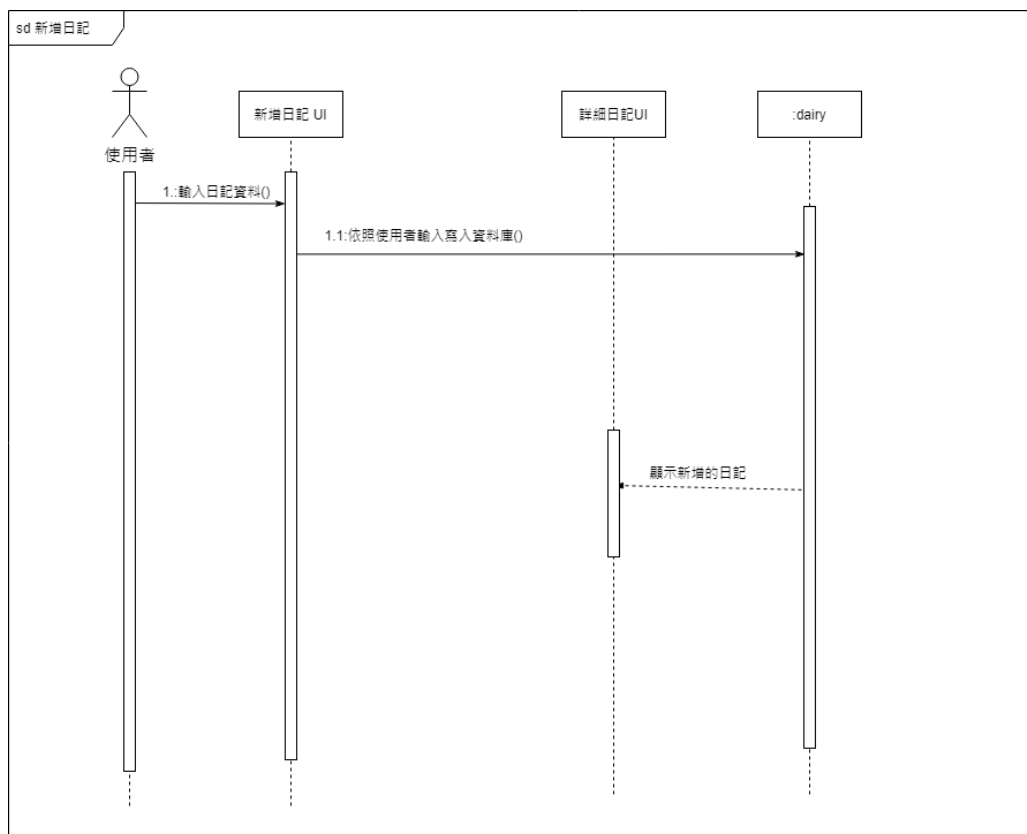 sd 新增日記
使用者
新增日記 UI
詳細日記UI
:dairy
1.:輸入日記資料()
1.1:依照使用者輸入寫入資料庫()
顯示新增的日記